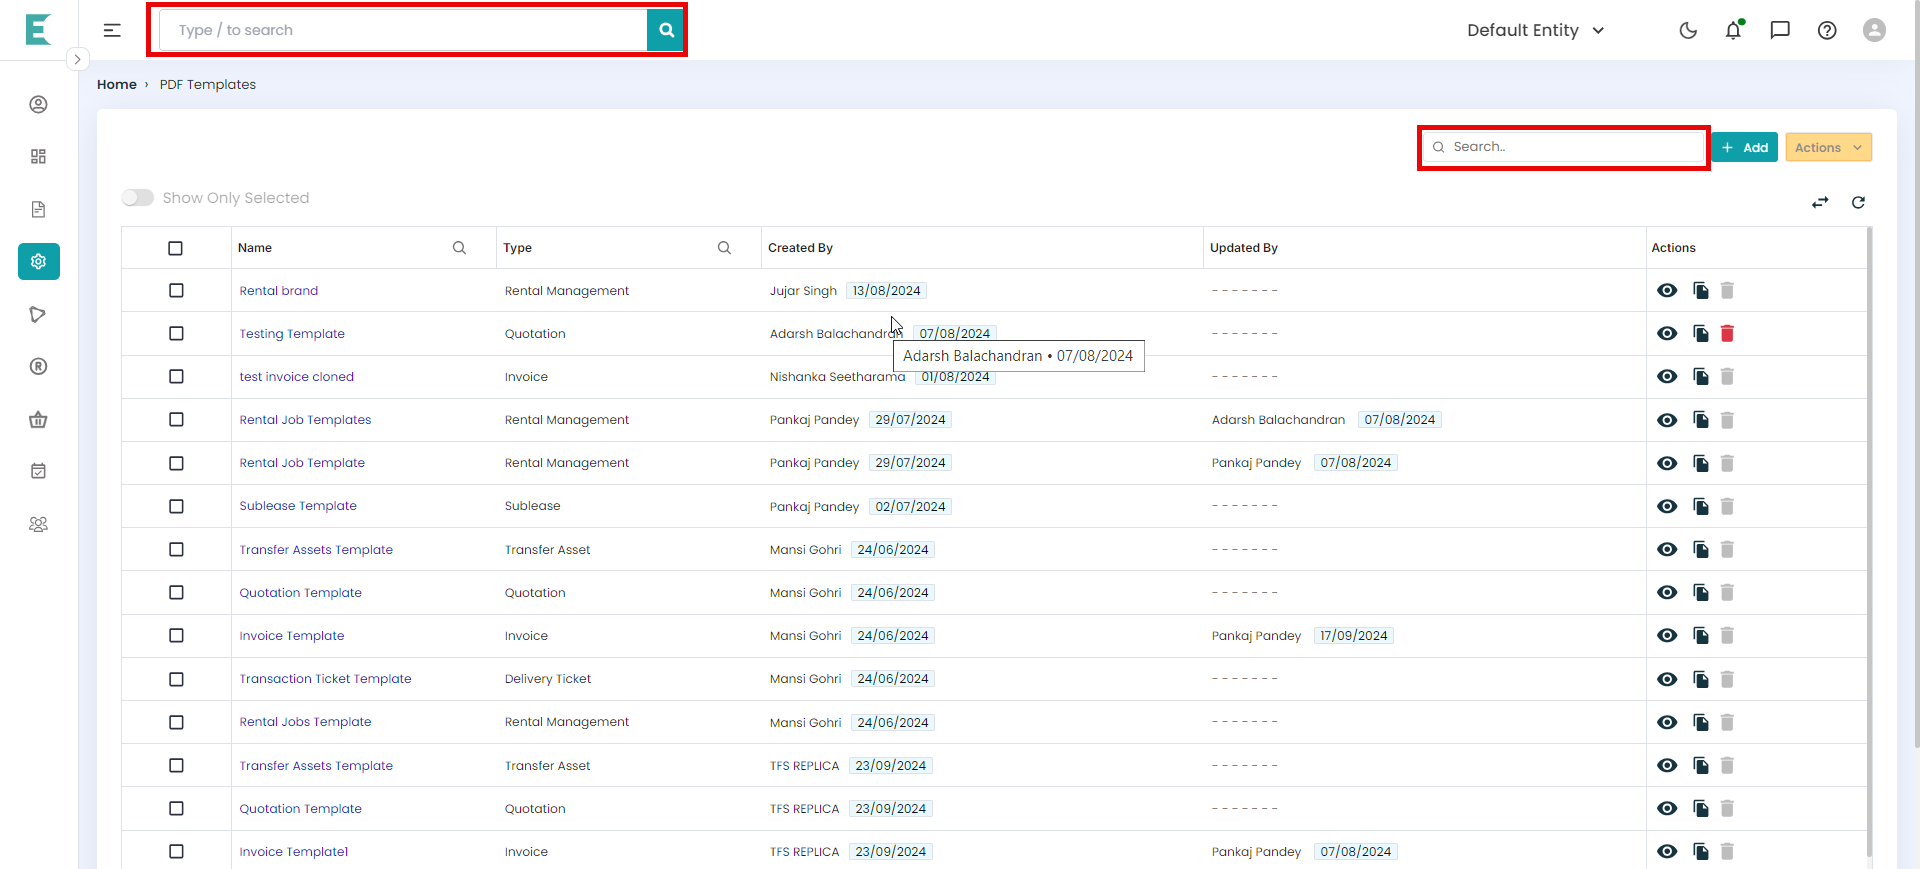 Type / to search
Default Entity
Home › PDF Templates
Search..
+ Add
Actions
Show Only Selected
Name Type Created By Updated By Actions
Rental brand Rental Management Jujar Singh 13/08/2024 -------
Testing Template Quotation Adarsh Balachandran 07/08/2024 -------
Adarsh Balachandran • 07/08/2024
test invoice cloned Invoice Nishanka Seetharama 01/08/2024 -------
Rental Job Templates Rental Management Pankaj Pandey 29/07/2024 Adarsh Balachandran 07/08/2024
Rental Job Template Rental Management Pankaj Pandey 29/07/2024 Pankaj Pandey 07/08/2024
Sublease Template Sublease Pankaj Pandey 02/07/2024 -------
Transfer Assets Template Transfer Asset Mansi Gohri 24/06/2024 -------
Quotation Template Quotation Mansi Gohri 24/06/2024 -------
Invoice Template Invoice Mansi Gohri 24/06/2024 Pankaj Pandey 17/09/2024
Transaction Ticket Template Delivery Ticket Mansi Gohri 24/06/2024 -------
Rental Jobs Template Rental Management Mansi Gohri 24/06/2024 -------
Transfer Assets Template Transfer Asset TFS REPLICA 23/09/2024 -------
Quotation Template Quotation TFS REPLICA 23/09/2024 -------
Invoice Template1 Invoice TFS REPLICA 23/09/2024 Pankaj Pandey 07/08/2024